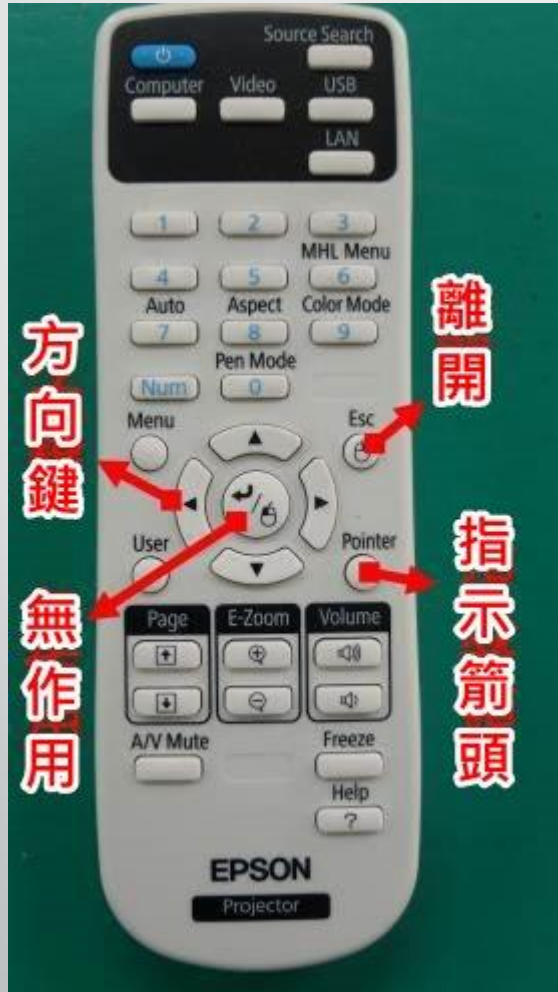 Source Search
Computer Video USB
LAN
1 2 3
MHL Menu
4 5 6
Auto Aspect Color Mode
7 8 9
Pen Mode
Num 0
Menu
Esc
User
Pointer
Page E-Zoom Volume
A/V Mute
Freeze
Help
?
EPSON
Projector
方向鍵
無作用
離開
指示箭頭